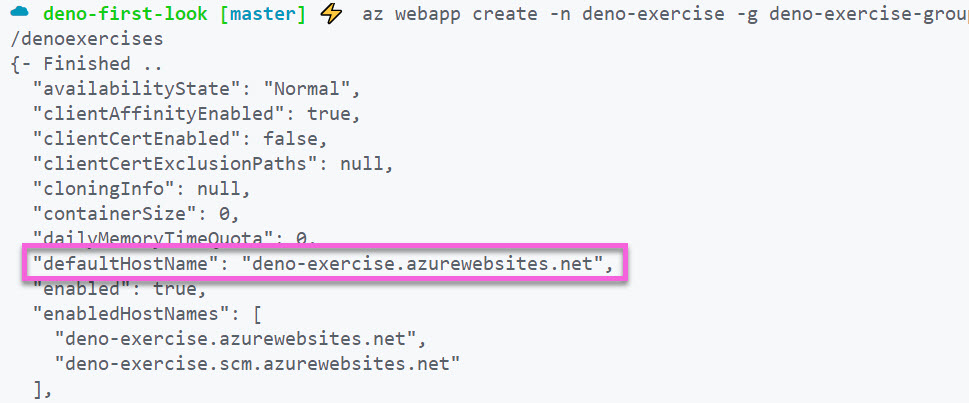 deno-first-look [master] ⚡ az webapp create -n deno-exercise -g deno-exercise-group
/denoexercises
{- Finished ..
"availabilityState": "Normal",
"clientAffinityEnabled": true,
"clientCertEnabled": false,
"clientCertExclusionPaths": null,
"cloningInfo": null,
"containerSize": 0,
"dailyMemoryTimeQuota": 0,
"defaultHostName": "deno-exercise.azurewebsites.net",
"enabled": true,
"enabledHostNames": [
"deno-exercise.azurewebsites.net",
"deno-exercise.scm.azurewebsites.net"
],